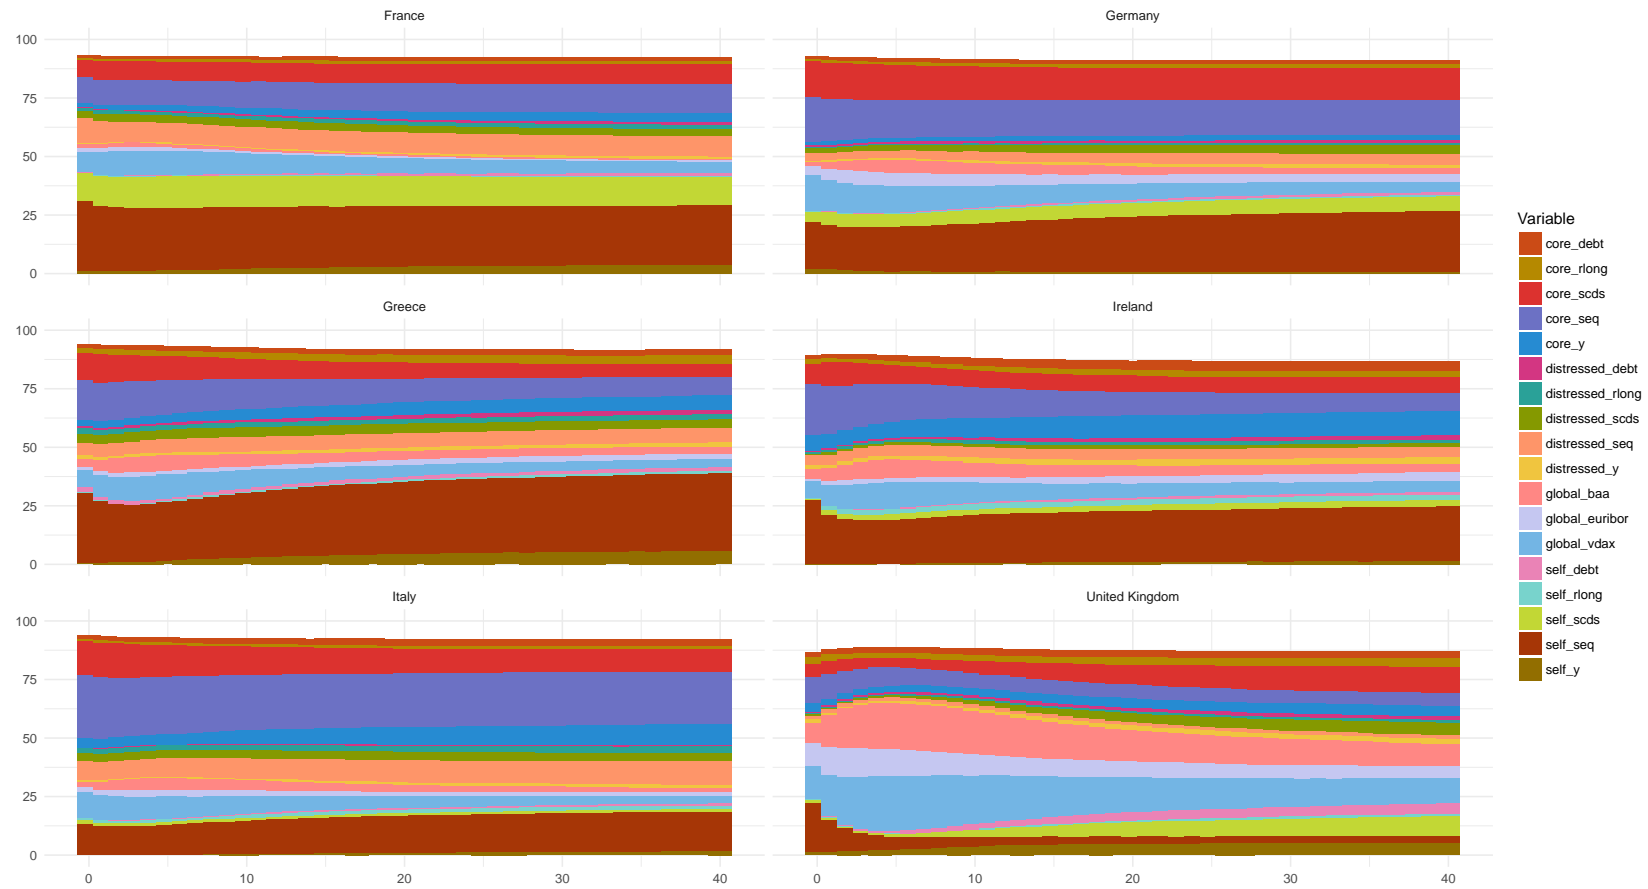 France
Germany
100
75
50
25
0
Greece
Ireland
100
75
50
25
0
Italy
United Kingdom
100
75
50
25
0
0 10 20 30 40
0 10 20 30 40
Variable
core_debt
core_rlong
core_scds
core_seq
core_y
distressed_debt
distressed_rlong
distressed_scds
distressed_seq
distressed_y
global_baa
global_euribor
global_vdax
self_debt
self_rlong
self_scds
self_seq
self_y